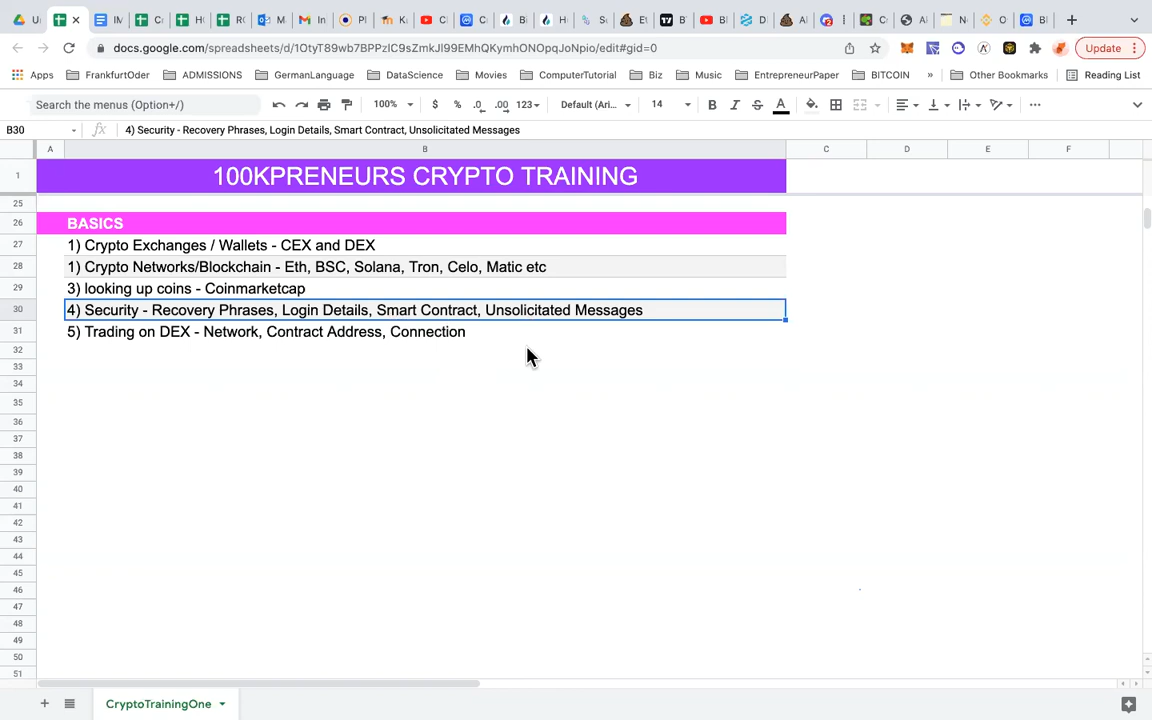 docs.google.com/spreadsheets/d/1OtyT89wb7BPPzIC9sZmkJl99EMhQKymhONOpqJoNpio/edit#gid=0
Update
Apps FrankfurtOder ADMISSIONS GermanLanguage DataScience Movies ComputerTutorial Biz Music EntrepreneurPaper BITCOIN » Other Bookmarks Reading List
Search the menus (Option+/) 100% $ % .0 .00 123 Default (Ari... 14 B I S A
B30 fx 4) Security - Recovery Phrases, Login Details, Smart Contract, Unsolicitated Messages
A B C D E F
1 100KPRENEURS CRYPTO TRAINING
25
26 BASICS
27 1) Crypto Exchanges / Wallets - CEX and DEX
28 1) Crypto Networks/Blockchain - Eth, BSC, Solana, Tron, Celo, Matic etc
29 3) looking up coins - Coinmarketcap
30 4) Security - Recovery Phrases, Login Details, Smart Contract, Unsolicitated Messages
31 5) Trading on DEX - Network, Contract Address, Connection
32
33
34
35
36
37
38
39
40
41
42
43
44
45
46
47
48
49
50
51
CryptoTrainingOne